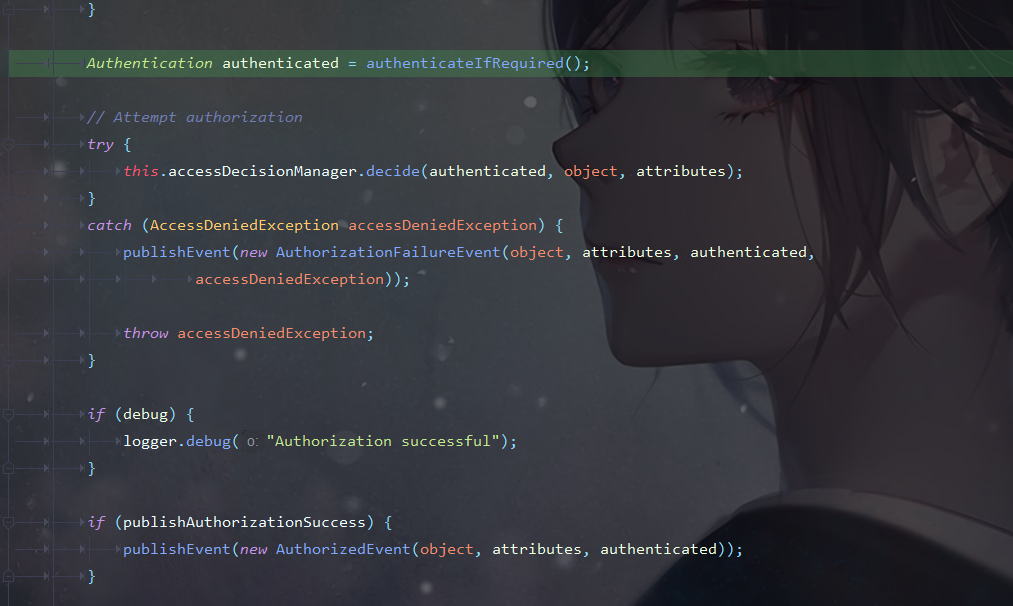 }
Authentication authenticated = authenticateIfRequired();
// Attempt authorization
try {
this.accessDecisionManager.decide(authenticated, object, attributes);
}
catch (AccessDeniedException accessDeniedException) {
publishEvent(new AuthorizationFailureEvent(object, attributes, authenticated,
accessDeniedException));
throw accessDeniedException;
}
if (debug) {
logger.debug( o: "Authorization successful");
}
if (publishAuthorizationSuccess) {
publishEvent(new AuthorizedEvent(object, attributes, authenticated));
}